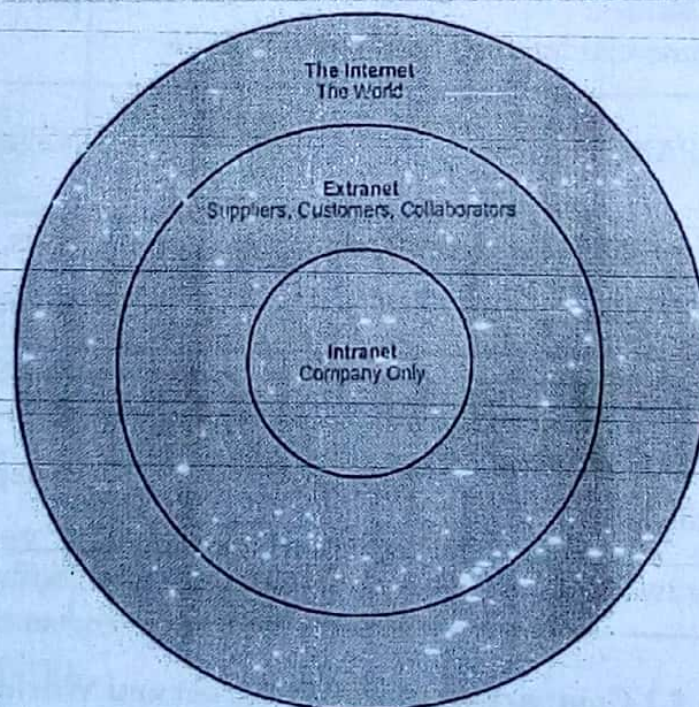 The Internet
The World
Extranet
Suppliers, Customers, Collaborators
Intranet
Company Only